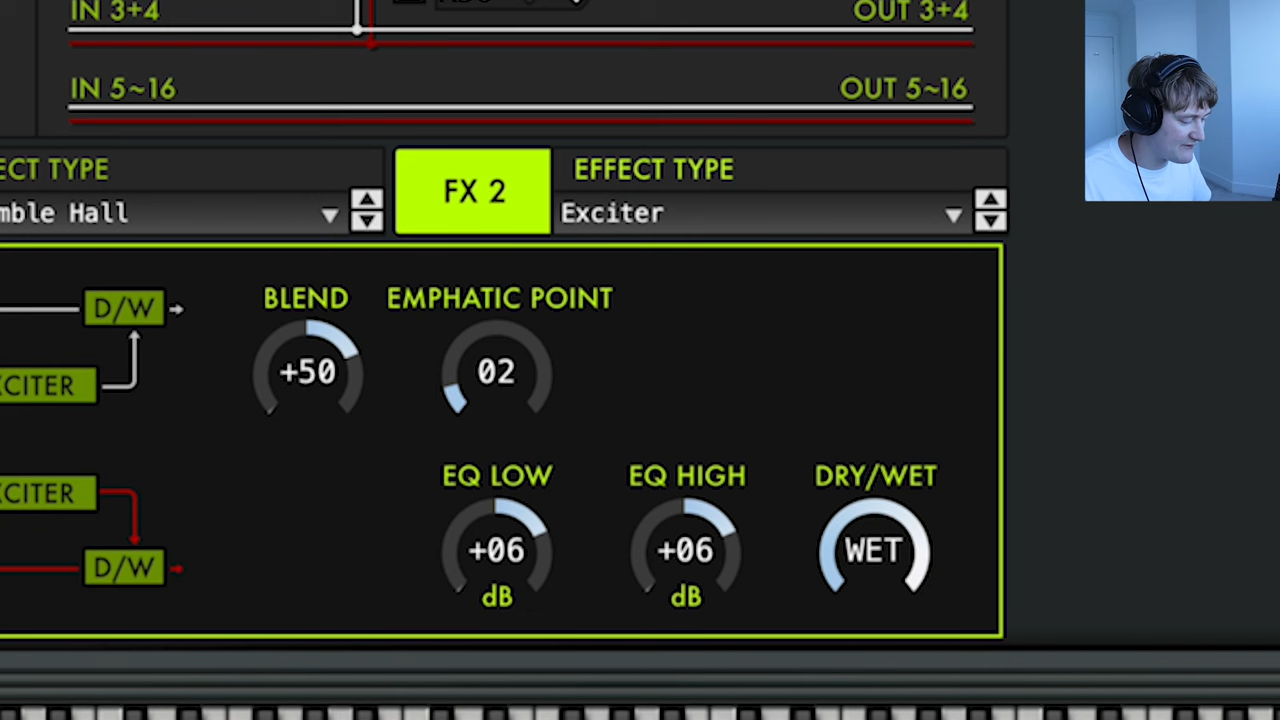 IN 3+4
OUT 3+4
IN 5~16
OUT 5~16
ECT TYPE
FX 2
EFFECT TYPE
mble Hall
Exciter
D/W
BLEND
EMPHATIC POINT
+50
02
XCITER
EQ LOW
EQ HIGH
DRY/WET
XCITER
+06
+06
WET
D/W
dB
dB